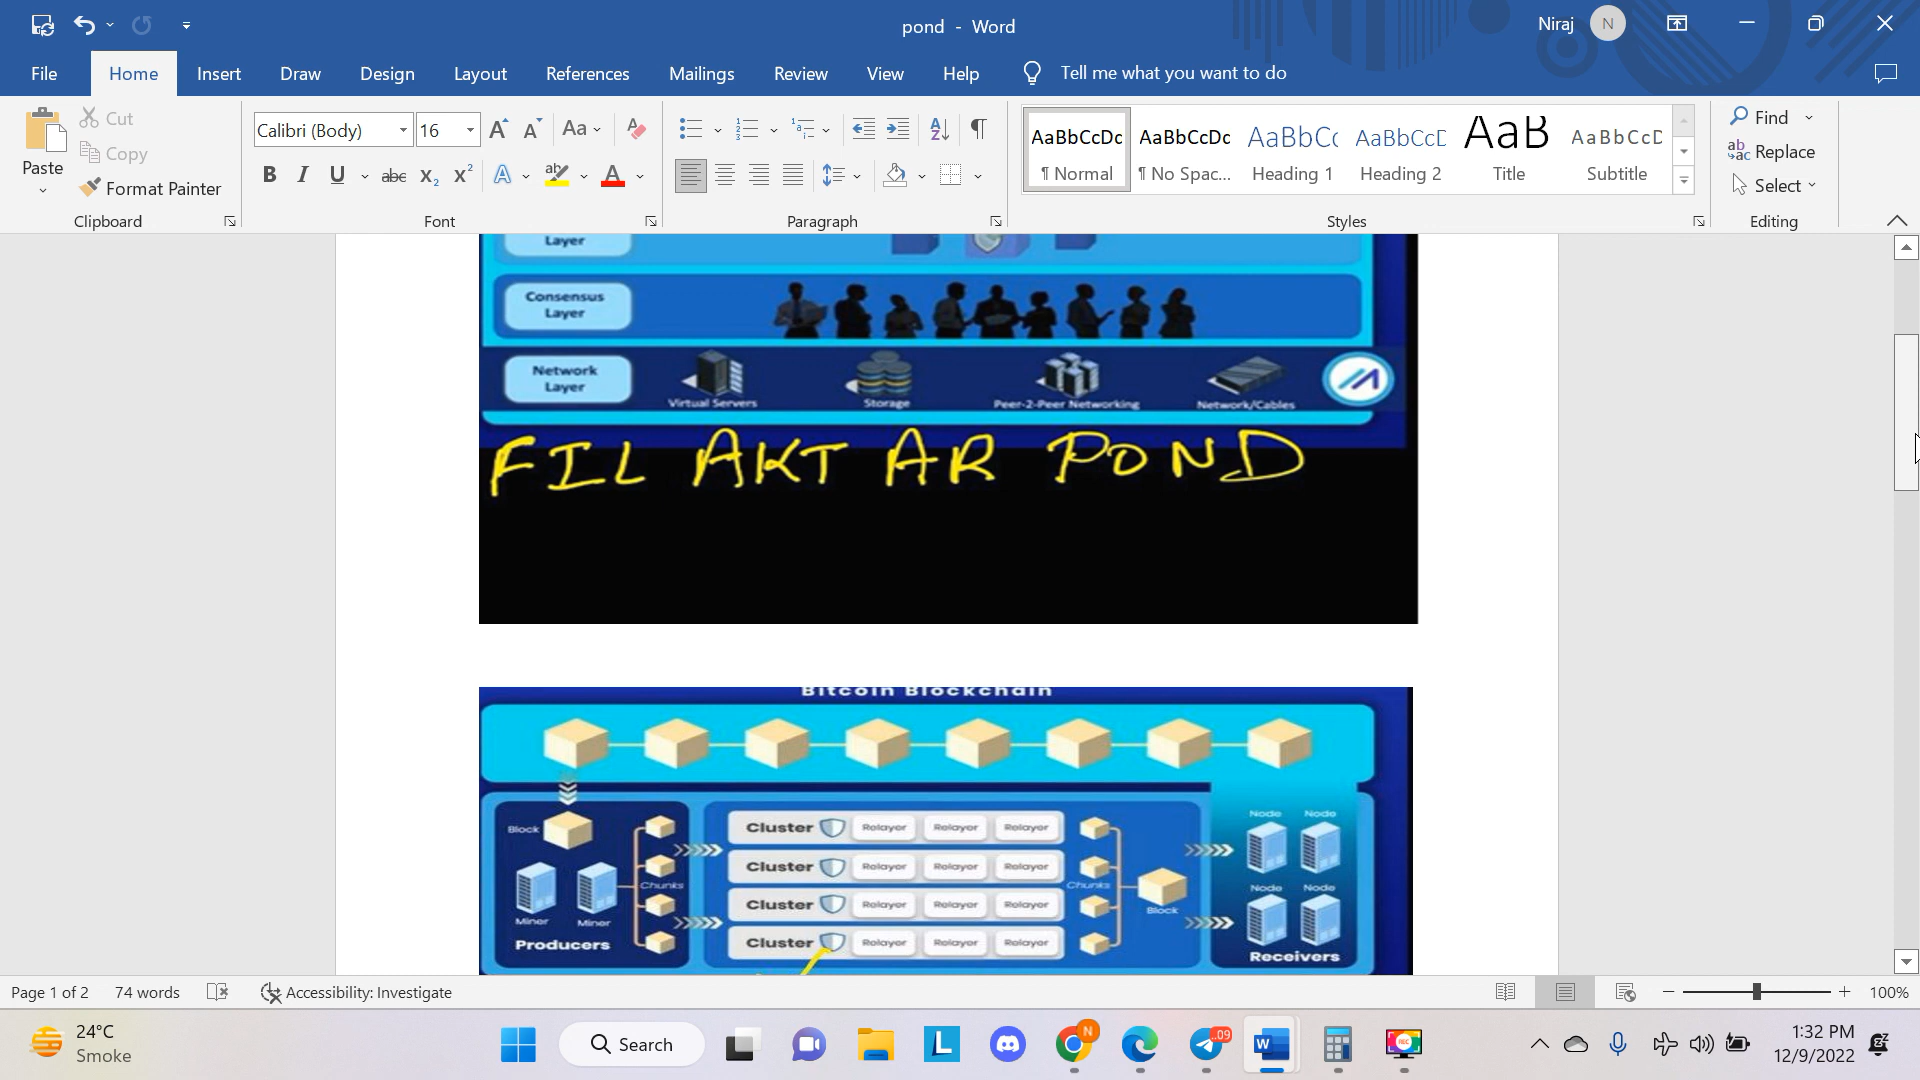 pond - Word
Niraj N
File Home Insert Draw Design Layout References Mailings Review View Help Tell me what you want to do
Paste
Cut
Copy
Format Painter
Clipboard
Calibri (Body) 16
Font
Paragraph
AaBbCcDc AaBbCcDc AaBbCc AaBbCcD AaB AaBbCcD
¶ Normal ¶ No Spac... Heading 1 Heading 2 Title Subtitle
Styles
Find
Replace
Select
Editing
Layer
Consensus
Layer
Network
Layer
Virtual Servers Storage Peer-2-Peer Networking Network/Cables
FIL AKT AR POND
Bitcoin Blockchain
Block
Miner Miner
Producers
Chunks
Cluster Relayer Relayer Relayer
Cluster Relayer Relayer Relayer
Cluster Relayer Relayer Relayer
Cluster Relayer Relayer Relayer
Chunks
Block
Node Node
Node Node
Receivers
Page 1 of 2 74 words Accessibility: Investigate 100%
24°C
Smoke
Search
N
.09
REC
1:32 PM
12/9/2022